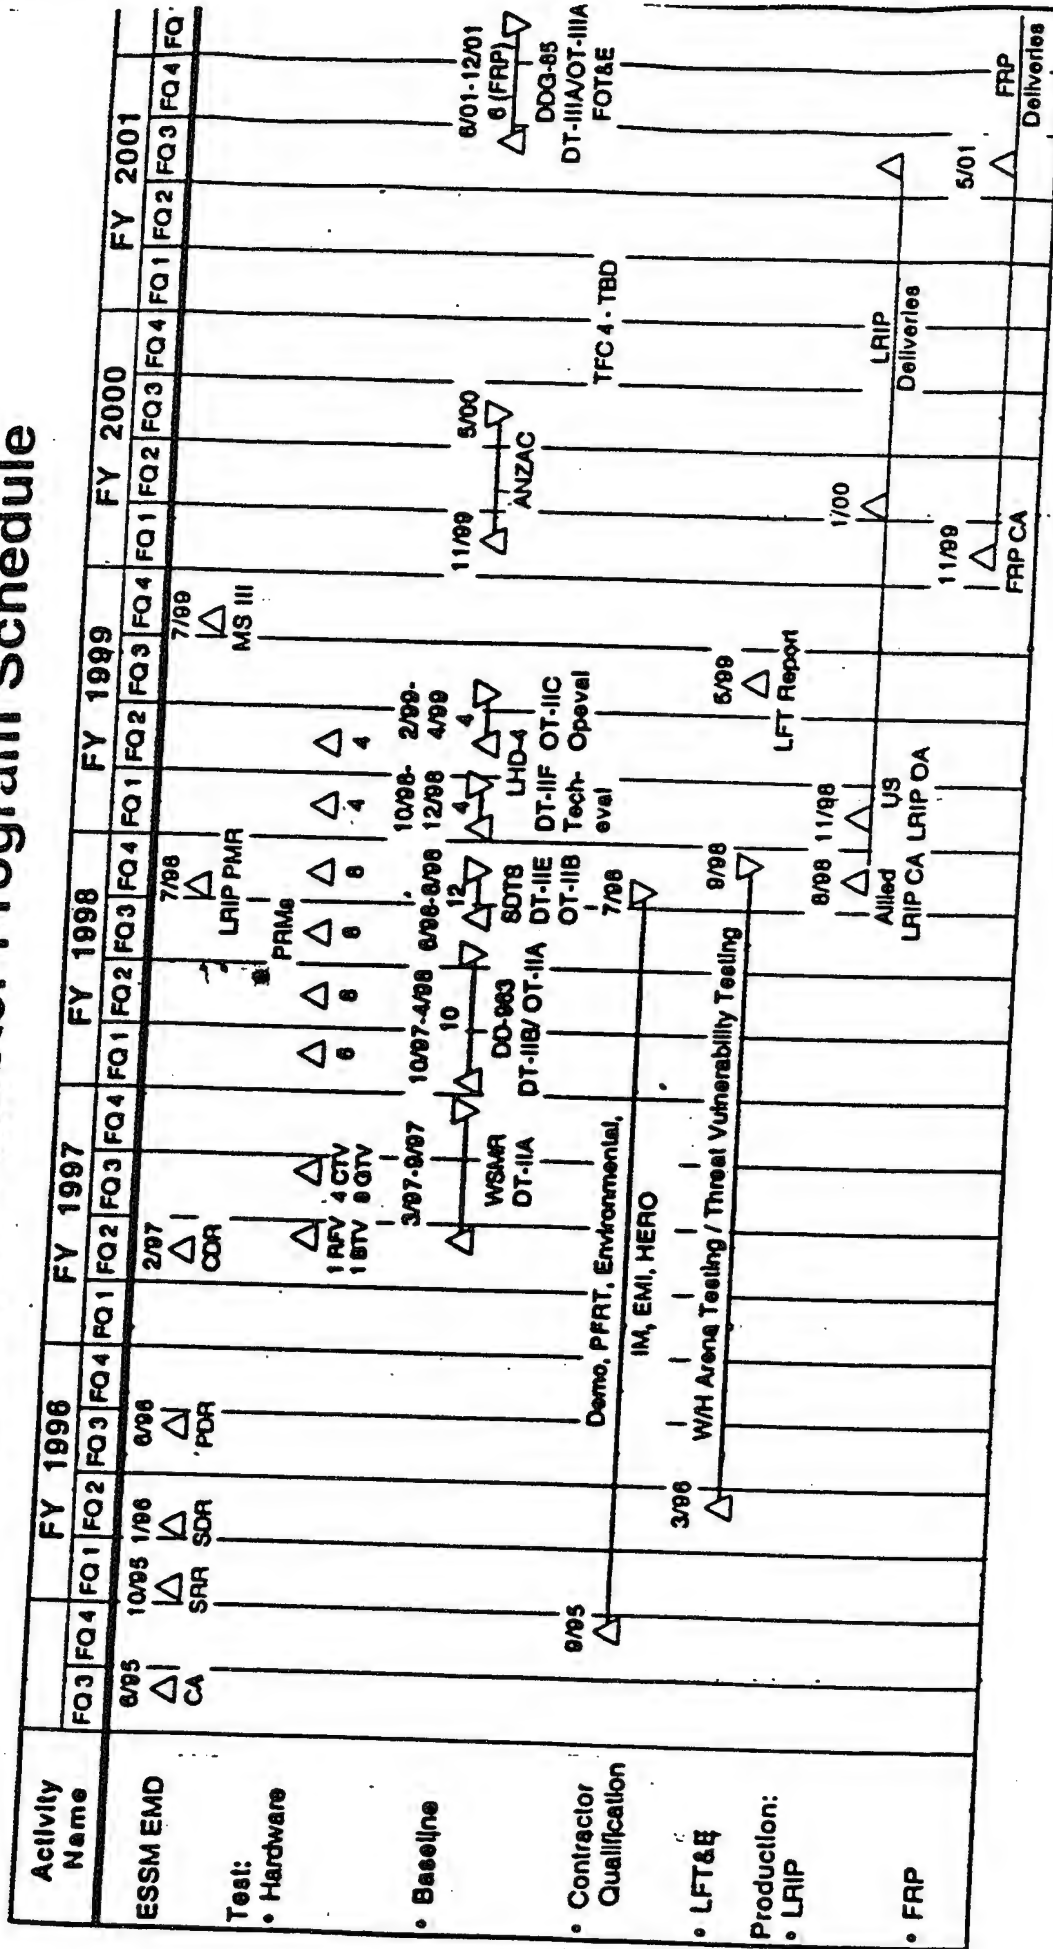 Program Schedule
Activity
Name
FY 1996
FY 1997
FY 1998
FY 1999
FY 2000
FY 2001
FQ3 FQ4 FQ1 FQ2 FQ3 FQ4 FQ1 FQ2 FQ3 FQ4 FQ1 FQ2 FQ3 FQ4 FQ1 FQ2 FQ3 FQ4 FQ1 FQ2 FQ3 FQ4 FQ1 FQ2 FQ3 FQ4 FQ
ESSM EMD
6/95
CA
10/95
SRR
1/96
SDR
6/96
PDR
2/97
CDR
7/98
LRIP PMR
7/99
MS III
Test:
• Hardware
1 RFV
1 BTV
4 CTV
8 GTV
PRMs
6
8
8
8
4
4
• Baseline
3/97-9/97
WSMR
DT-IIA
10/97-4/98
10
DD-963
DT-IIB/ OT-IIA
6/98-8/98
12
SDTS
DT-IIE
OT-IIB
10/98-
12/98
4
LHD-4
DT-IIF
Tech-
eval
2/99-
4/99
4
OT-IIC
Opeval
11/99
5/00
ANZAC
TFC 4 - TBD
6/01-12/01
6 (FRP)
DDG-85
DT-IIIA/OT-IIIA
FOT&E
• Contractor
Qualification
9/95
Demo, PFRT, Environmental,
IM, EMI, HERO
7/98
• LFT&E
3/96
W/H Arena Testing / Threat Vulnerability Testing
9/98
6/99
LFT Report
Production:
• LRIP
8/98
Allied
LRIP CA
11/98
US
LRIP OA
1/00
LRIP
Deliveries
• FRP
11/99
FRP CA
5/01
FRP
Deliveries